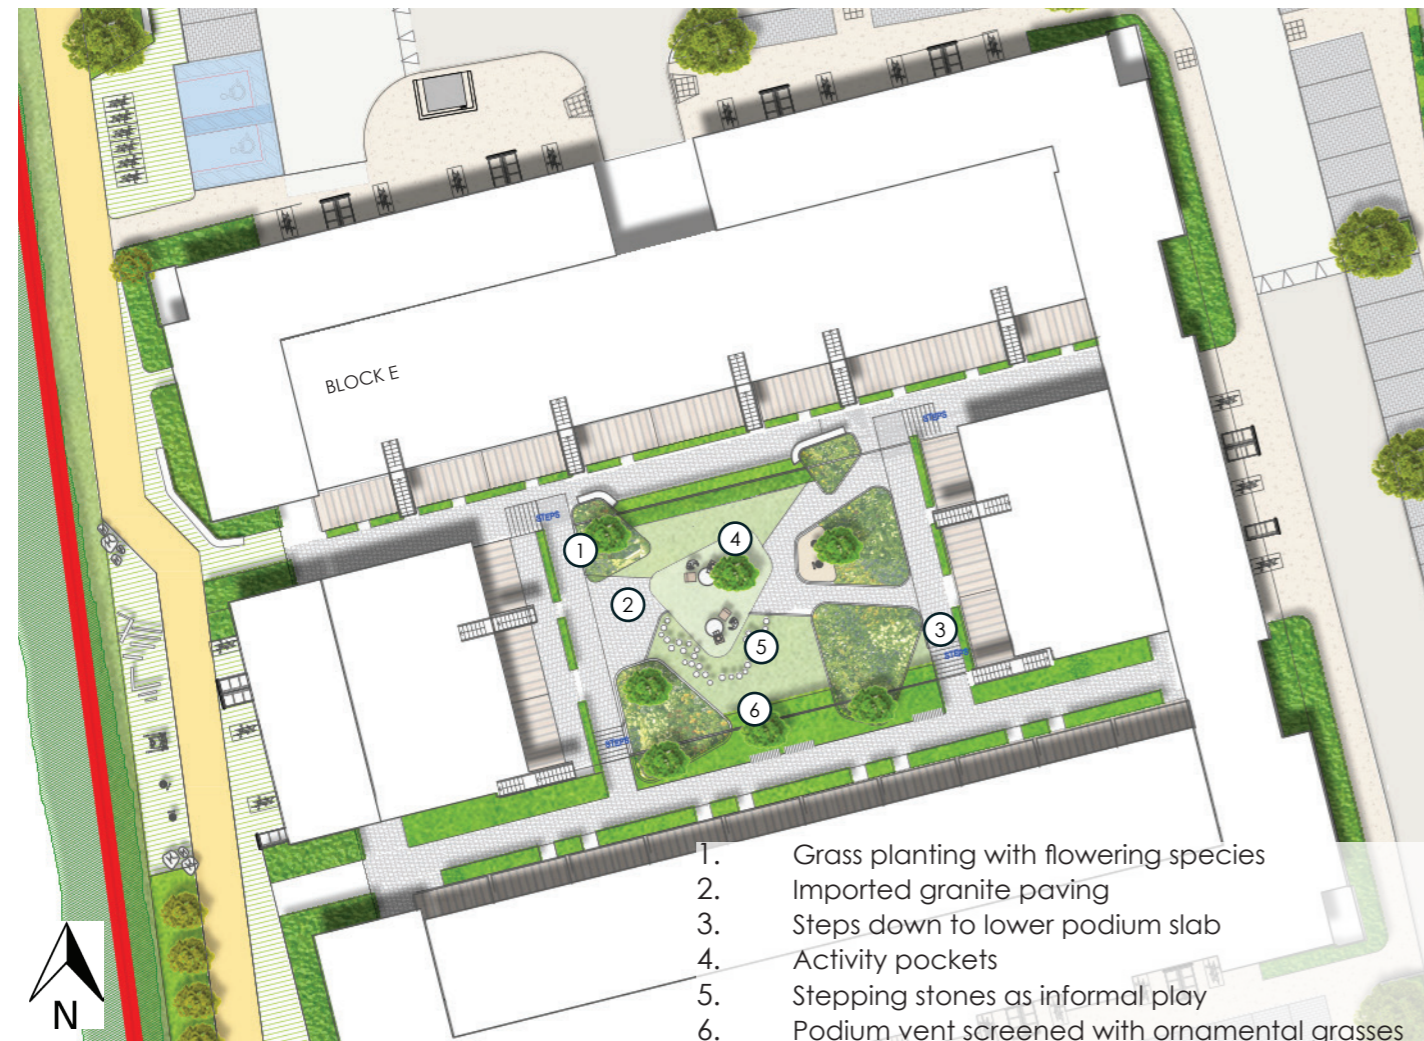 BLOCK E
STEPS
STEPS
1
4
2
3
5
STEPS
6
STEPS
1. Grass planting with flowering species
2. Imported granite paving
3. Steps down to lower podium slab
4. Activity pockets
5. Stepping stones as informal play
6. Podium vent screened with ornamental grasses
N